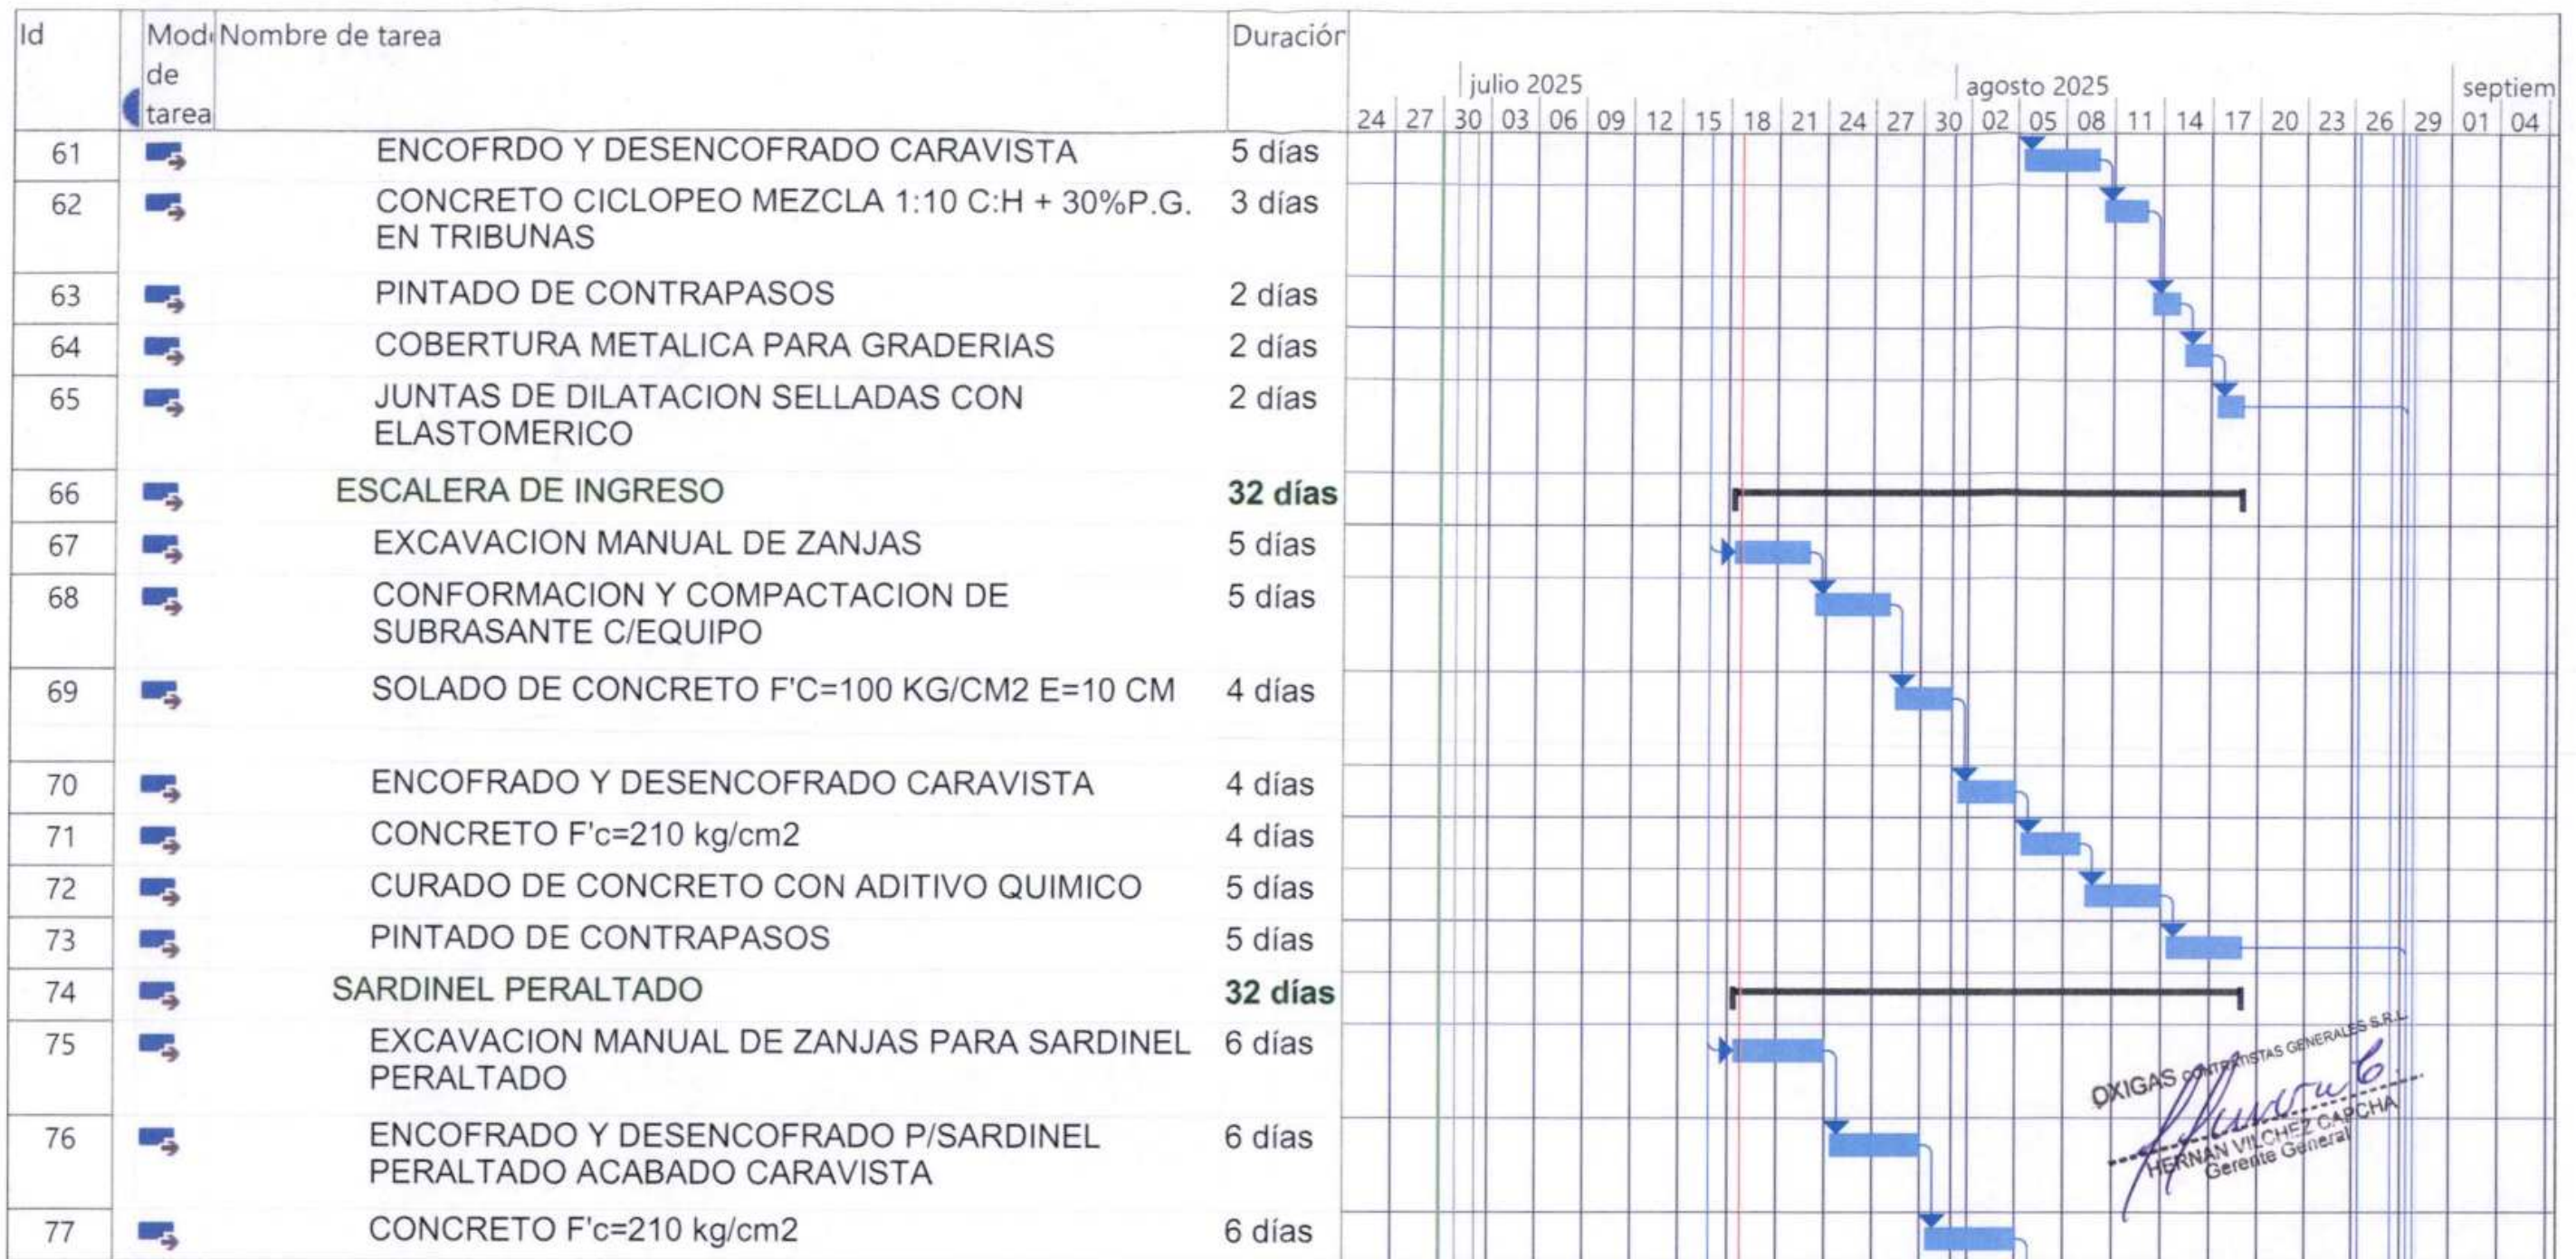 Id
Mod
de
tarea
Nombre de tarea
Duración
julio 2025
agosto 2025
septiem
24 27 30 03 06 09 12 15 18 21 24 27 30 02 05 08 11 14 17 20 23 26 29 01 04
61 ENCOFRDO Y DESENCOFRADO CARAVISTA 5 días
62 CONCRETO CICLOPEO MEZCLA 1:10 C:H + 30%P.G. 3 días
EN TRIBUNAS
63 PINTADO DE CONTRAPASOS 2 días
64 COBERTURA METALICA PARA GRADERIAS 2 días
65 JUNTAS DE DILATACION SELLADAS CON 2 días
ELASTOMERICO
66 ESCALERA DE INGRESO 32 días
67 EXCAVACION MANUAL DE ZANJAS 5 días
68 CONFORMACION Y COMPACTACION DE 5 días
SUBRASANTE C/EQUIPO
69 SOLADO DE CONCRETO F'C=100 KG/CM2 E=10 CM 4 días
70 ENCOFRADO Y DESENCOFRADO CARAVISTA 4 días
71 CONCRETO F'c=210 kg/cm2 4 días
72 CURADO DE CONCRETO CON ADITIVO QUIMICO 5 días
73 PINTADO DE CONTRAPASOS 5 días
74 SARDINEL PERALTADO 32 días
75 EXCAVACION MANUAL DE ZANJAS PARA SARDINEL 6 días
PERALTADO
76 ENCOFRADO Y DESENCOFRADO P/SARDINEL 6 días
PERALTADO ACABADO CARAVISTA
77 CONCRETO F'c=210 kg/cm2 6 días
OXIGAS CONTRATISTAS GENERALES S.R.L.
HERNAN VILCHEZ CAPCHA
Gerente General